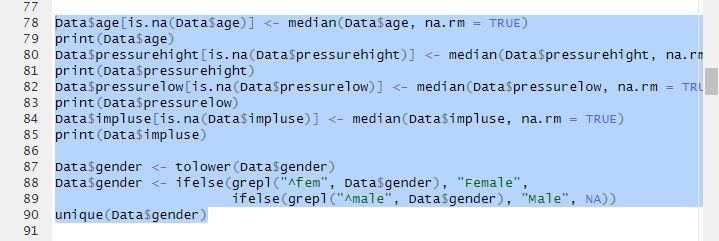 77
78 Data$age[is.na(Data$age)] <- median(Data$age, na.rm = TRUE)
79 print(Data$age)
80 Data$pressurehight[is.na(Data$pressurehight)] <- median(Data$pressurehight, na.rm
81 print(Data$pressurehight)
82 Data$pressurelow[is.na(Data$pressurelow)] <- median(Data$pressurelow, na.rm = TRU
83 print(Data$pressurelow)
84 Data$impluse[is.na(Data$impluse)] <- median(Data$impluse, na.rm = TRUE)
85 print(Data$impluse)
86
87 Data$gender <- tolower(Data$gender)
88 Data$gender <- ifelse(grepl("^fem", Data$gender), "Female",
89 ifelse(grepl("^male", Data$gender), "Male", NA))
90 unique(Data$gender)
91